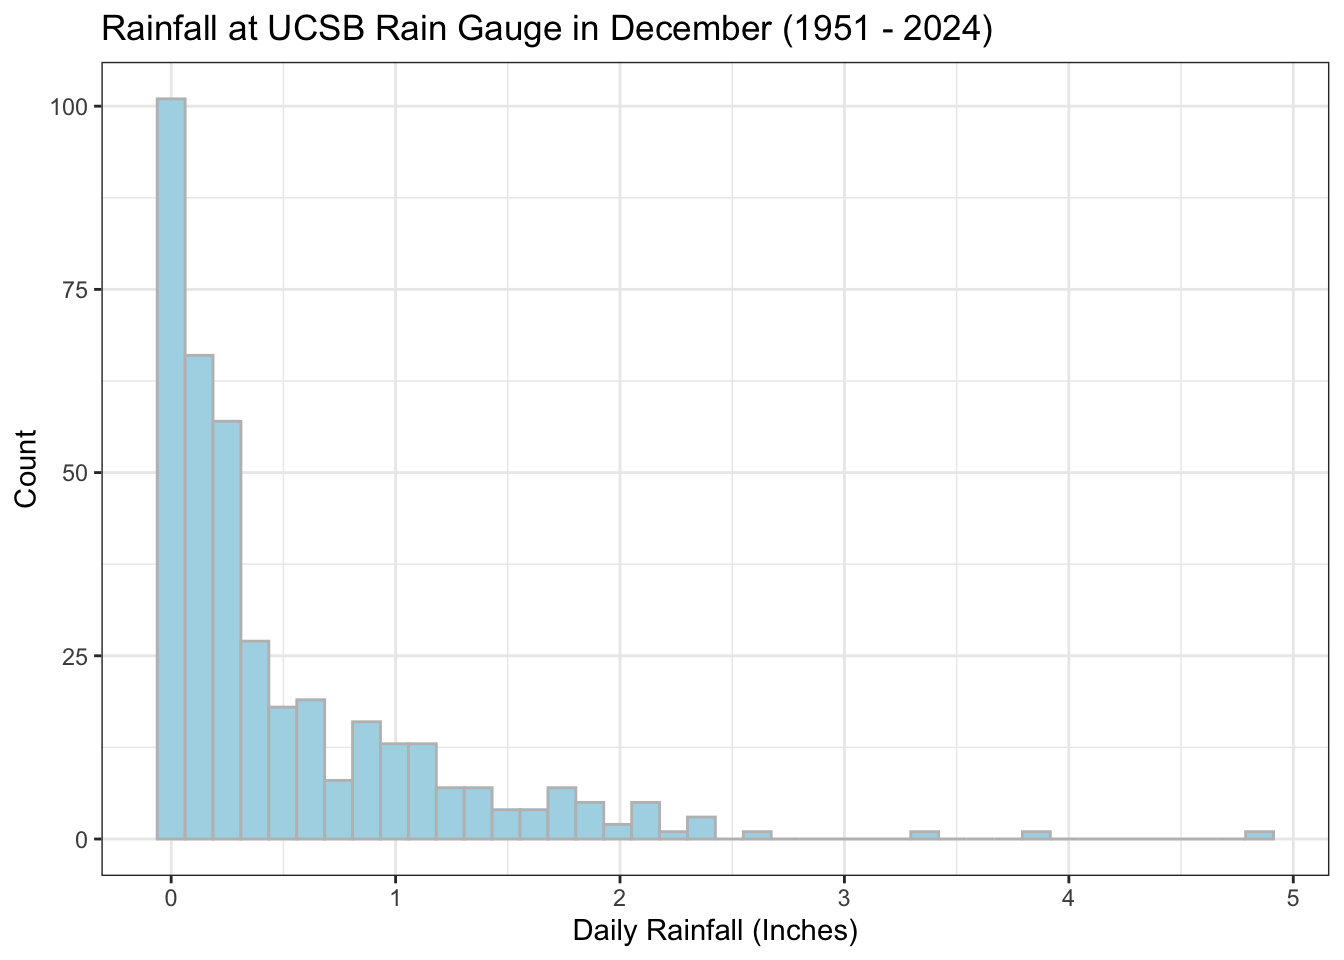 Rainfall at UCSB Rain Gauge in December (1951 - 2024)
100
75
50
25
0
Count
0 1 2 3 4 5
Daily Rainfall (Inches)